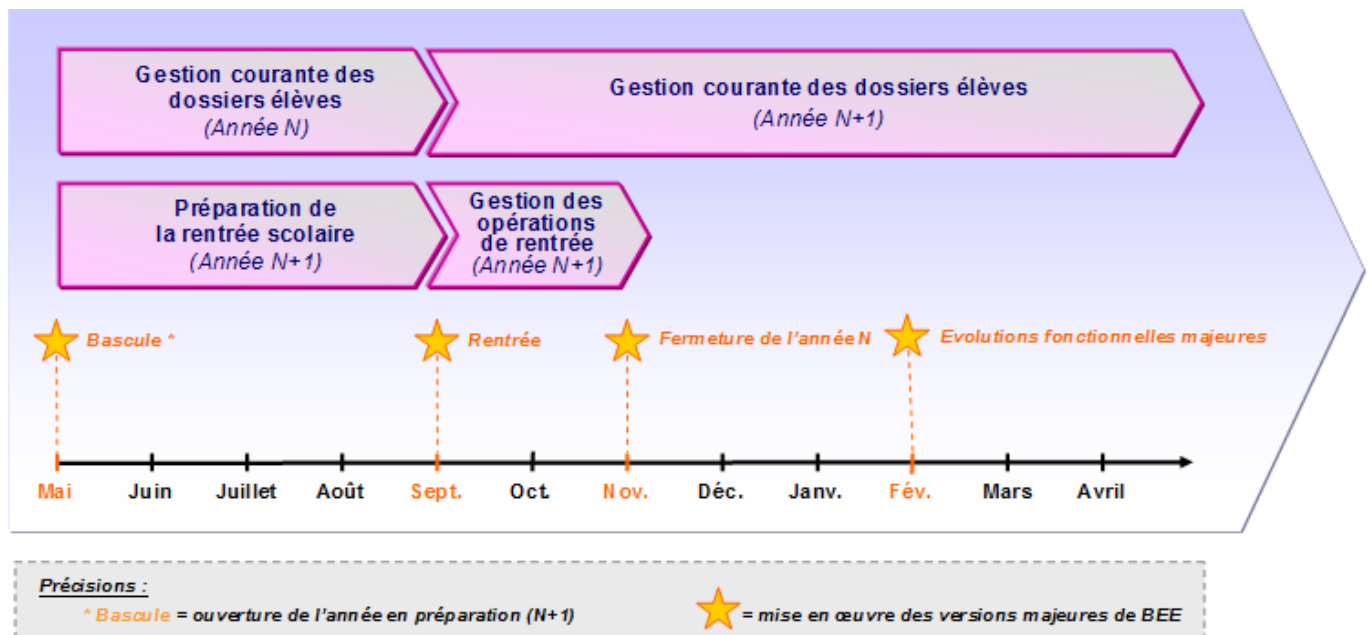 Gestion courante des
dossiers élèves
(Année N)
Gestion courante des dossiers élèves
(Année N+1)
Préparation de
la rentrée scolaire
(Année N+1)
Gestion des
opérations
de rentrée
(Année N+1)
Bascule *
Rentrée
Fermeture de l'année N
Evolutions fonctionnelles majeures
Mai Juin Juillet Août Sept. Oct. Nov. Déc. Janv. Fév. Mars Avril
Précisions :
* Bascule = ouverture de l'année en préparation (N+1)
= mise en œuvre des versions majeures de BEE